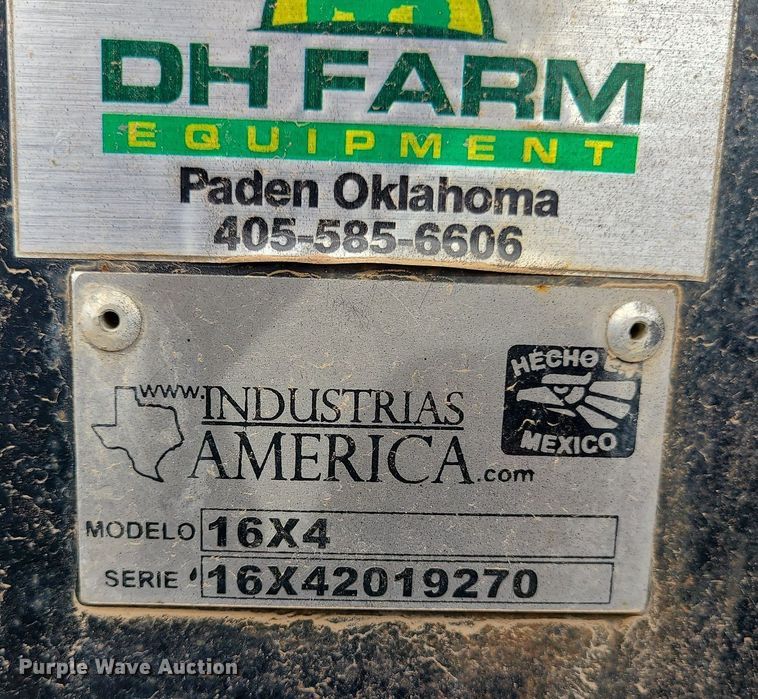 DH FARM
EQUIPMENT
Paden Oklahoma
405-585-6606
www.INDUSTRIAS
AMERICA.com
HECHO EN
MEXICO
MODELO 16X4
SERIE 16X42019270
Purple Wave Auction